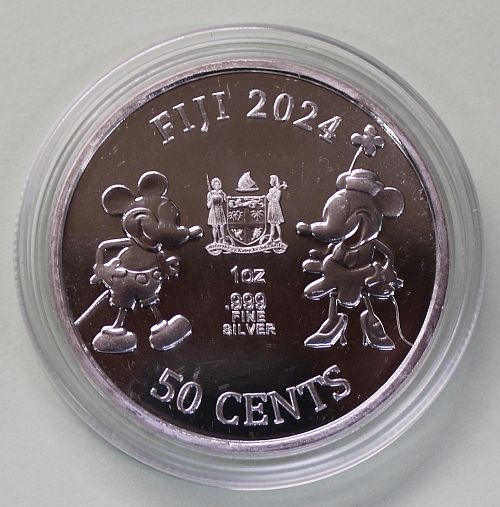 FIJI 2024
1oz
.999
FINE
SILVER
50 CENTS